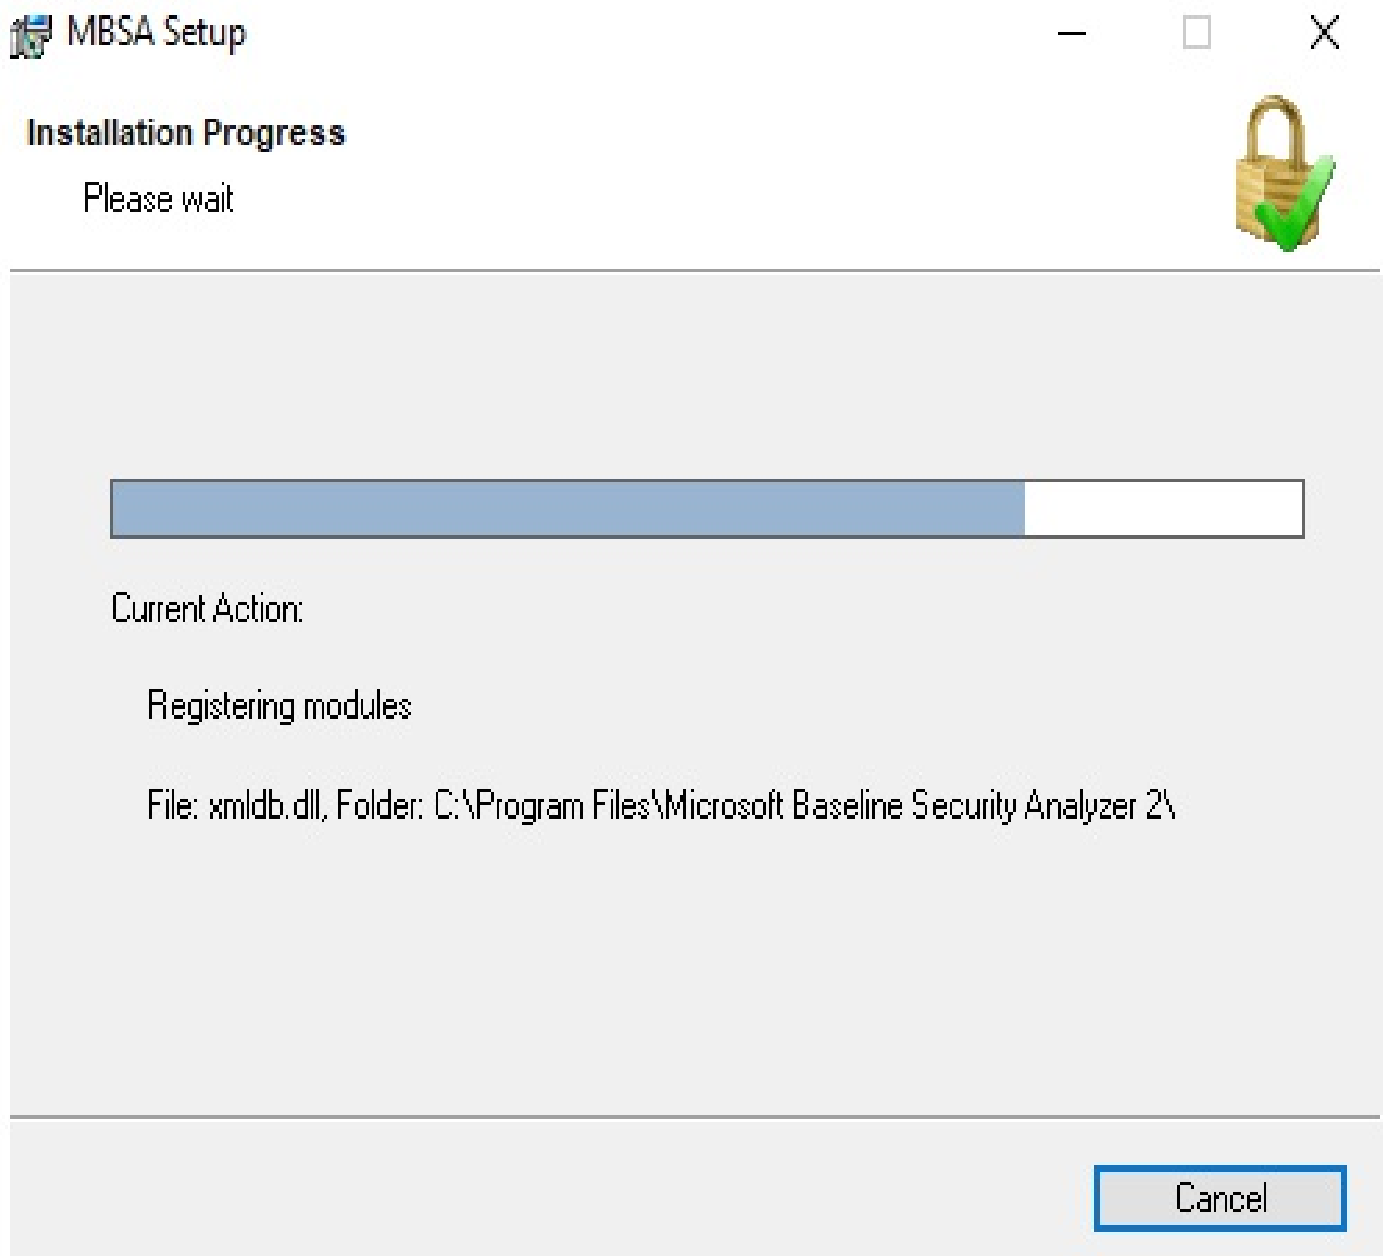 MBSA Setup
Installation Progress
Please wait
Current Action:
Registering modules
File: xmldb.dll, Folder: C:\Program Files\Microsoft Baseline Security Analyzer 2\
Cancel